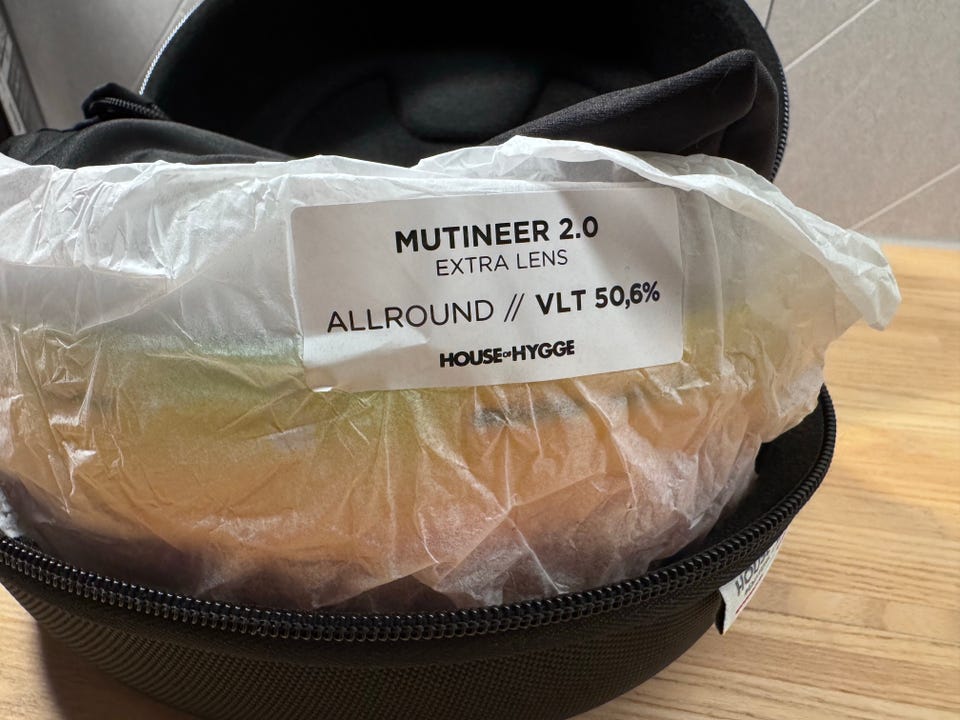 MUTINEER 2.0
EXTRA LENS
ALLROUND // VLT 50,6%
HOUSE OF HYGGE